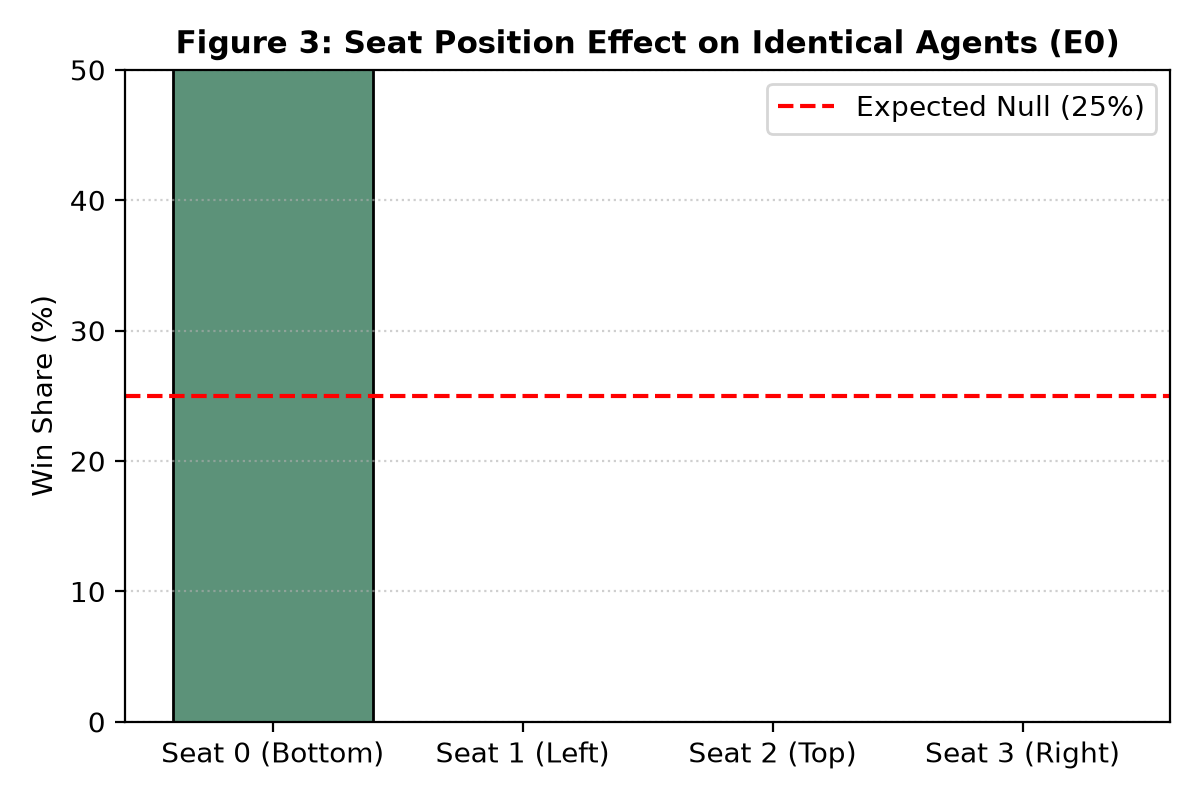 Figure 3: Seat Position Effect on Identical Agents (E0)
Expected Null (25%)
Win Share (%)
50
40
30
20
10
0
Seat 0 (Bottom) Seat 1 (Left) Seat 2 (Top) Seat 3 (Right)